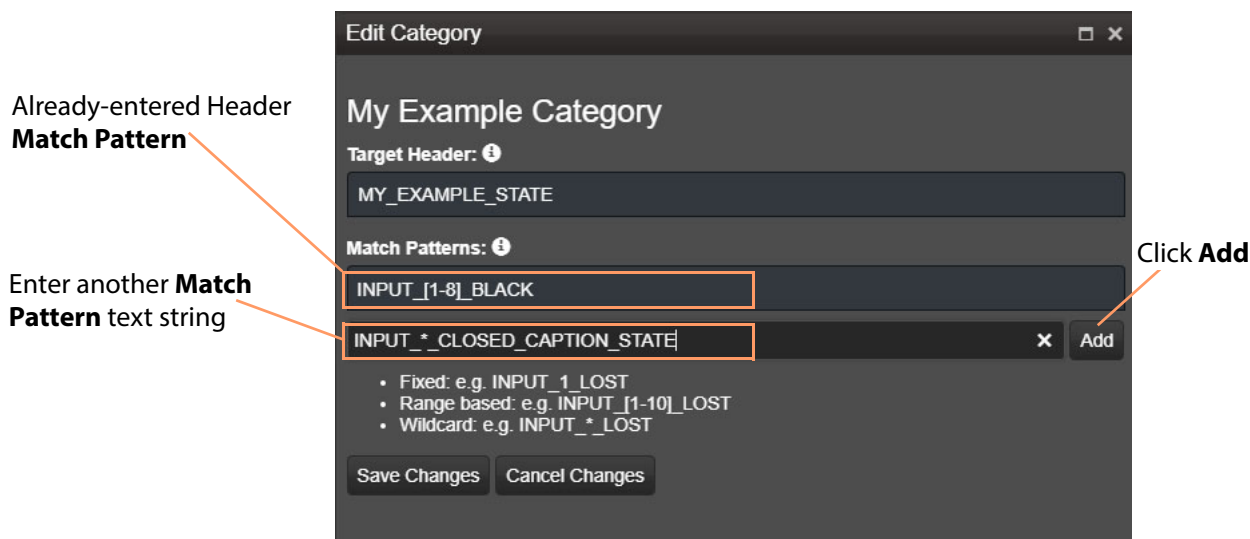 Edit Category
Already-entered Header
Match Pattern
My Example Category
Target Header:
MY_EXAMPLE_STATE
Match Patterns:
Click Add
INPUT_[1-8]_BLACK
Enter another Match
Pattern text string
INPUT_*_CLOSED_CAPTION_STATE
Add
• Fixed: e.g. INPUT_1_LOST
• Range based: e.g. INPUT_[1-10]_LOST
• Wildcard: e.g. INPUT_*_LOST
Save Changes Cancel Changes